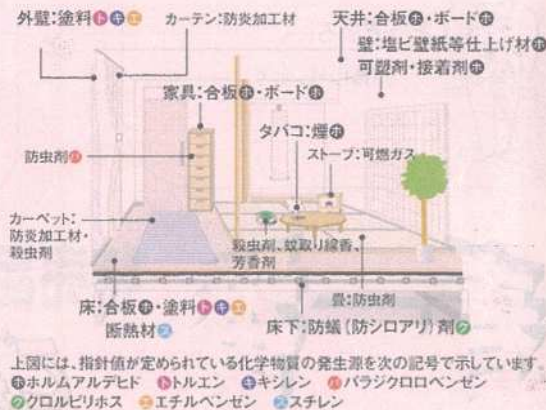 外壁:塗料トキエ
カーテン:防炎加工材
天井:合板ホ・ボードホ
壁:塩ビ壁紙等仕上げ材ホ
可塑剤・接着剤ホ
家具:合板ホ・ボードホ
タバコ:煙ホ
ストーブ:可燃ガス
防虫剤パ
カーペット:
防炎加工材・
殺虫剤
殺虫剤、蚊取り線香、
芳香剤
床:合板ホ・塗料トキエ
断熱材ス
畳:防虫剤
床下:防蟻(防シロアリ)剤ク
上図には、指針値が定められている化学物質の発生源を次の記号で示しています。
ホホルムアルデヒド トトルエン キキシレン パパラジクロロベンゼン
ククロルピリホス エエチルベンゼン ススチレン